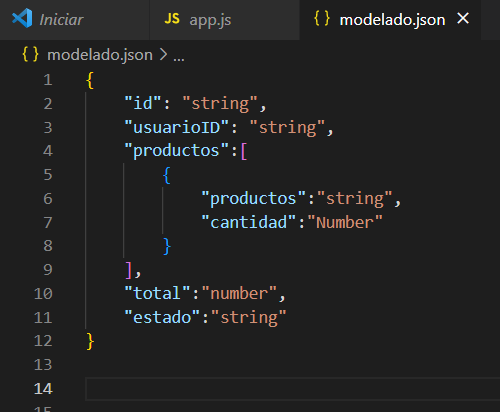 Iniciar
JS app.js
{} modelado.json ×
{} modelado.json > ...
1 {
2 "id": "string",
3 "usuarioID": "string",
4 "productos":[
5 {
6 "productos":"string",
7 "cantidad":"Number"
8 }
9 ],
10 "total":"number",
11 "estado":"string"
12 }
13
14
15